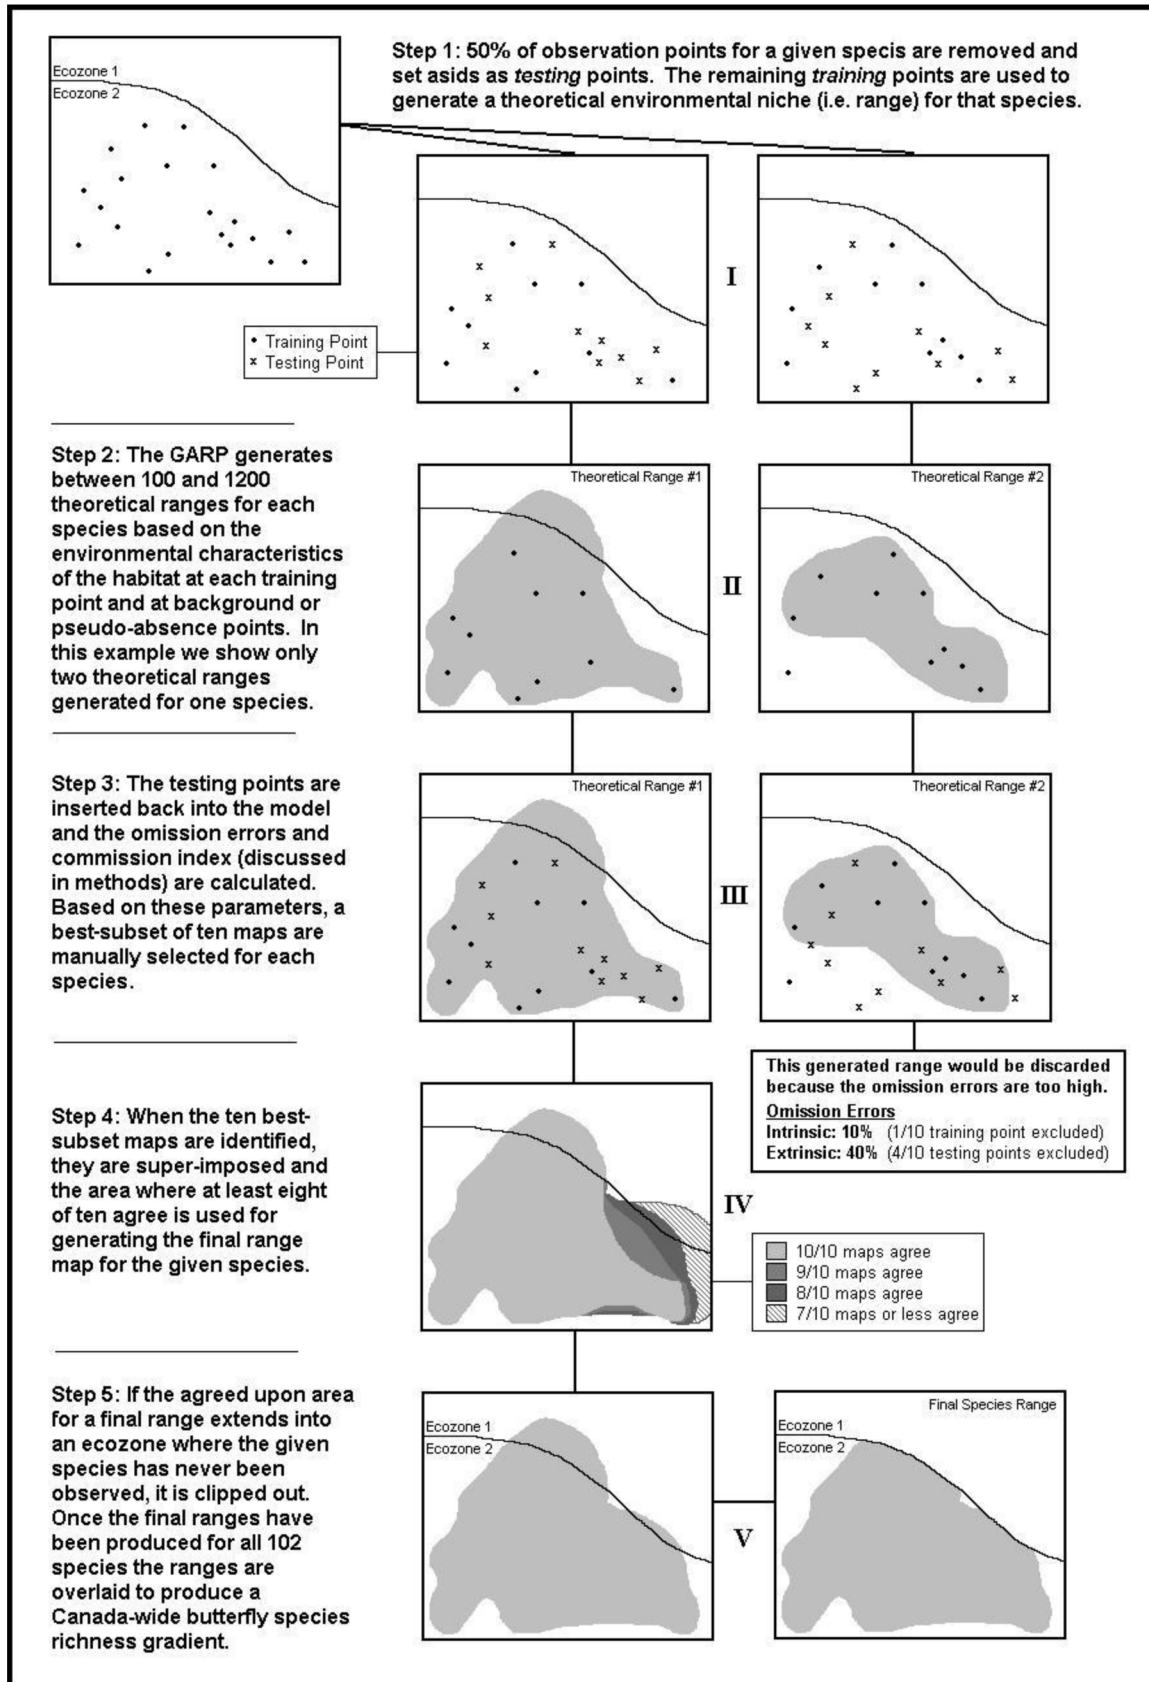 Step 1: 50% of observation points for a given specis are removed and
set asids as testing points. The remaining training points are used to
generate a theoretical environmental niche (i.e. range) for that species.
Ecozone 1
Ecozone 2
I
Training Point
x Testing Point
Step 2: The GARP generates
between 100 and 1200
theoretical ranges for each
species based on the
environmental characteristics
of the habitat at each training
point and at background or
pseudo-absence points. In
this example we show only
two theoretical ranges
generated for one species.
Theoretical Range #1
Theoretical Range #2
II
Step 3: The testing points are
inserted back into the model
and the omission errors and
commission index (discussed
in methods) are calculated.
Based on these parameters, a
best-subset of ten maps are
manually selected for each
species.
Theoretical Range #1
Theoretical Range #2
III
This generated range would be discarded
because the omission errors are too high.
Omission Errors
Intrinsic: 10% (1/10 training point excluded)
Extrinsic: 40% (4/10 testing points excluded)
Step 4: When the ten best-
subset maps are identified,
they are super-imposed and
the area where at least eight
of ten agree is used for
generating the final range
map for the given species.
IV
10/10 maps agree
9/10 maps agree
8/10 maps agree
7/10 maps or less agree
Step 5: If the agreed upon area
for a final range extends into
an ecozone where the given
species has never been
observed, it is clipped out.
Once the final ranges have
been produced for all 102
species the ranges are
overlaid to produce a
Canada-wide butterfly species
richness gradient.
Ecozone 1
Ecozone 2
V
Final Species Range
Ecozone 1
Ecozone 2